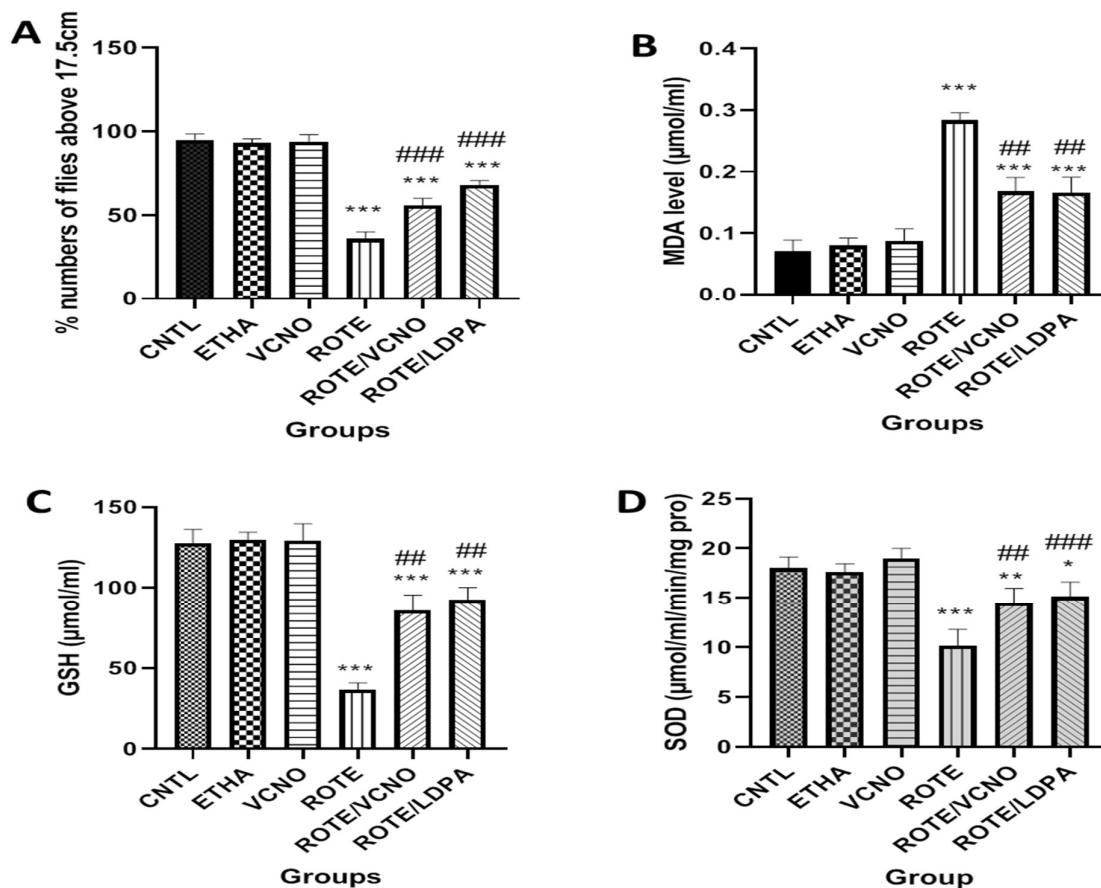 A
% numbers of flies above 17.5cm
150
100
50
0
###
***
###
***
***
CNTL
ETHA
VCNO
ROTE
ROTE/VCNO
ROTE/LDPA
Groups
B
MDA level (µmol/ml)
0.4
0.3
0.2
0.1
0.0
***
##
***
##
***
CNTL
ETHA
VCNO
ROTE
ROTE/VCNO
ROTE/LDPA
Groups
C
GSH (µmol/ml)
150
100
50
0
***
##
***
##
***
CNTL
ETHA
VCNO
ROTE
ROTE/VCNO
ROTE/LDPA
Groups
D
SOD (µmol/ml/min/mg pro)
25
20
15
10
5
0
***
##
**
###
*
CNTL
ETHA
VCNO
ROTE
ROTE/VCNO
ROTE/LDPA
Group